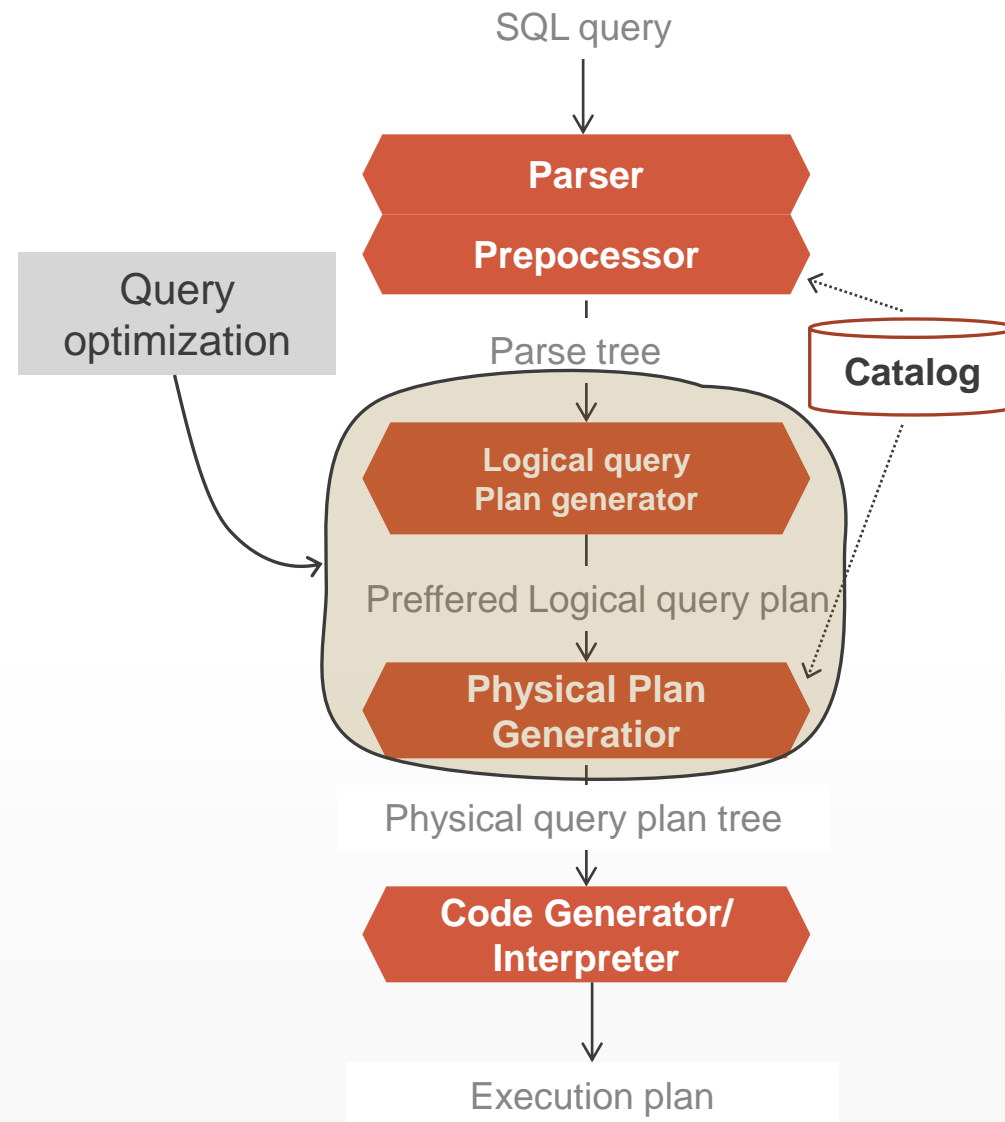 SQL query
Parser
Prepocessor
Query
optimization
Parse tree
Catalog
Logical query
Plan generator
Preffered Logical query plan
Physical Plan
Generatior
Physical query plan tree
Code Generator/
Interpreter
Execution plan